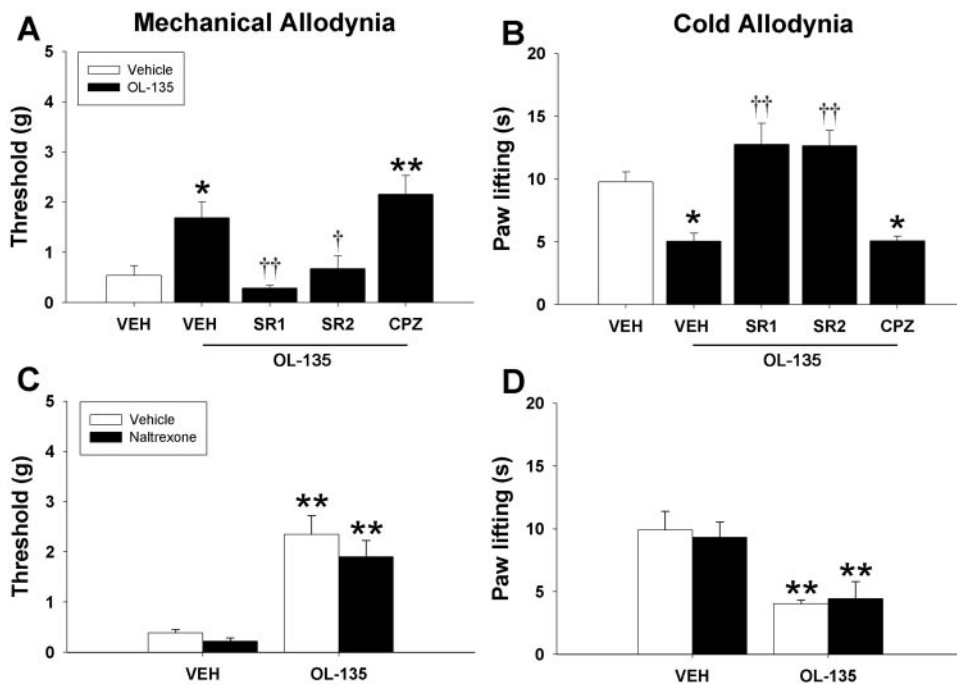 A
Mechanical Allodynia
Threshold (g)
5
4
3
2
1
0
Vehicle
OL-135
*
††
†
**
VEH VEH SR1 SR2 CPZ
OL-135
B
Cold Allodynia
Paw lifting (s)
20
15
10
5
0
*
††
††
*
VEH VEH SR1 SR2 CPZ
OL-135
C
Threshold (g)
5
4
3
2
1
0
Vehicle
Naltrexone
** **
VEH OL-135
D
Paw lifting (s)
20
15
10
5
0
** **
VEH OL-135